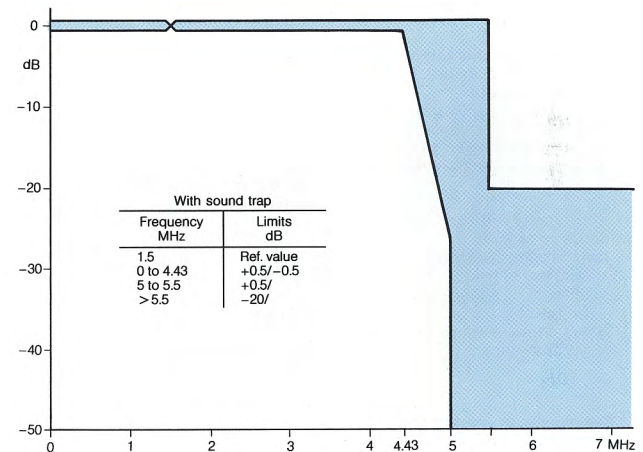 0
dB
−10
−20
−30
−40
−50
With sound trap
Frequency MHz Limits dB
1.5 Ref. value
0 to 4.43 +0.5/−0.5
5 to 5.5 +0.5/
> 5.5 −20/
0 1 2 3 4 4.43 5 6 7 MHz